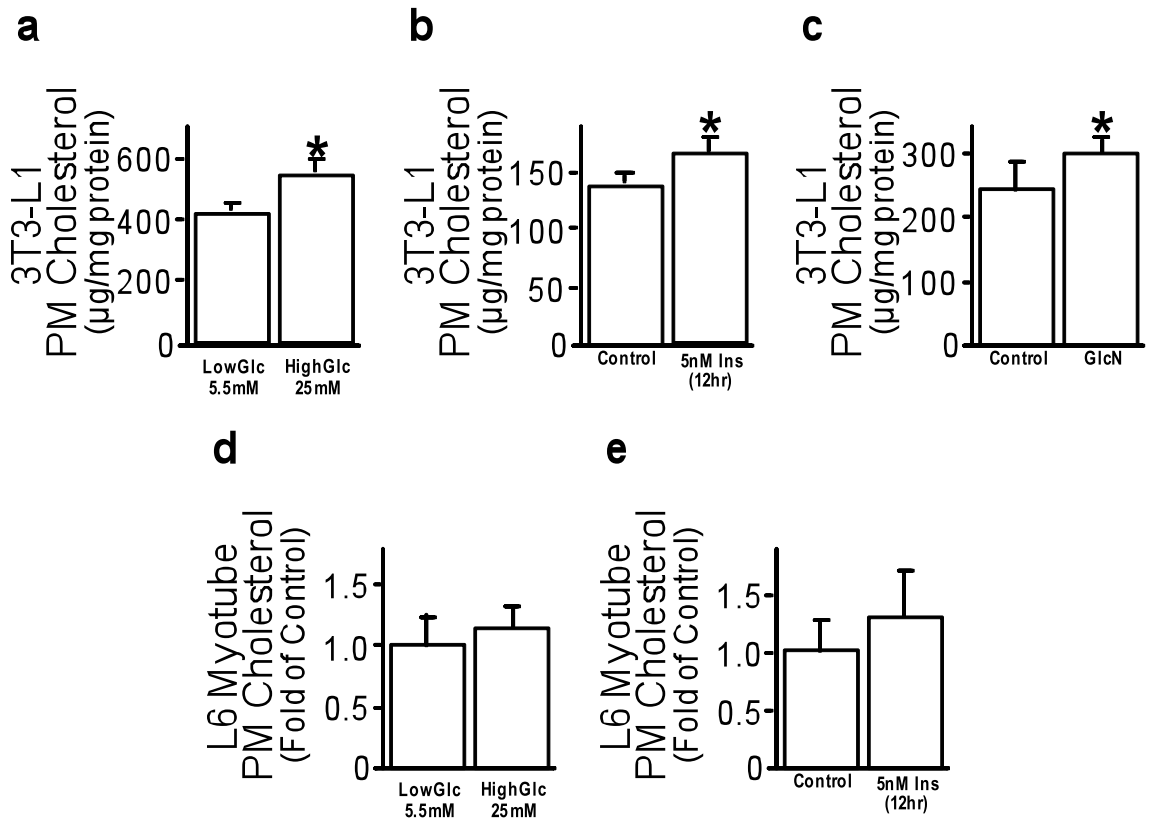 a
3T3-L1
PM Cholesterol
(µg/mg protein)
600
400
200
0
*
LowGlc
5.5mM
HighGlc
25mM
b
3T3-L1
PM Cholesterol
(µg/mg protein)
150
100
50
0
*
Control
5nM Ins
(12hr)
c
3T3-L1
PM Cholesterol
(µg/mg protein)
300
200
100
0
*
Control
GlcN
d
L6 Myotube
PM Cholesterol
(Fold of Control)
1.5
1.0
0.5
0
LowGlc
5.5mM
HighGlc
25mM
e
L6 Myotube
PM Cholesterol
(Fold of Control)
1.5
1.0
0.5
0
Control
5nM Ins
(12hr)